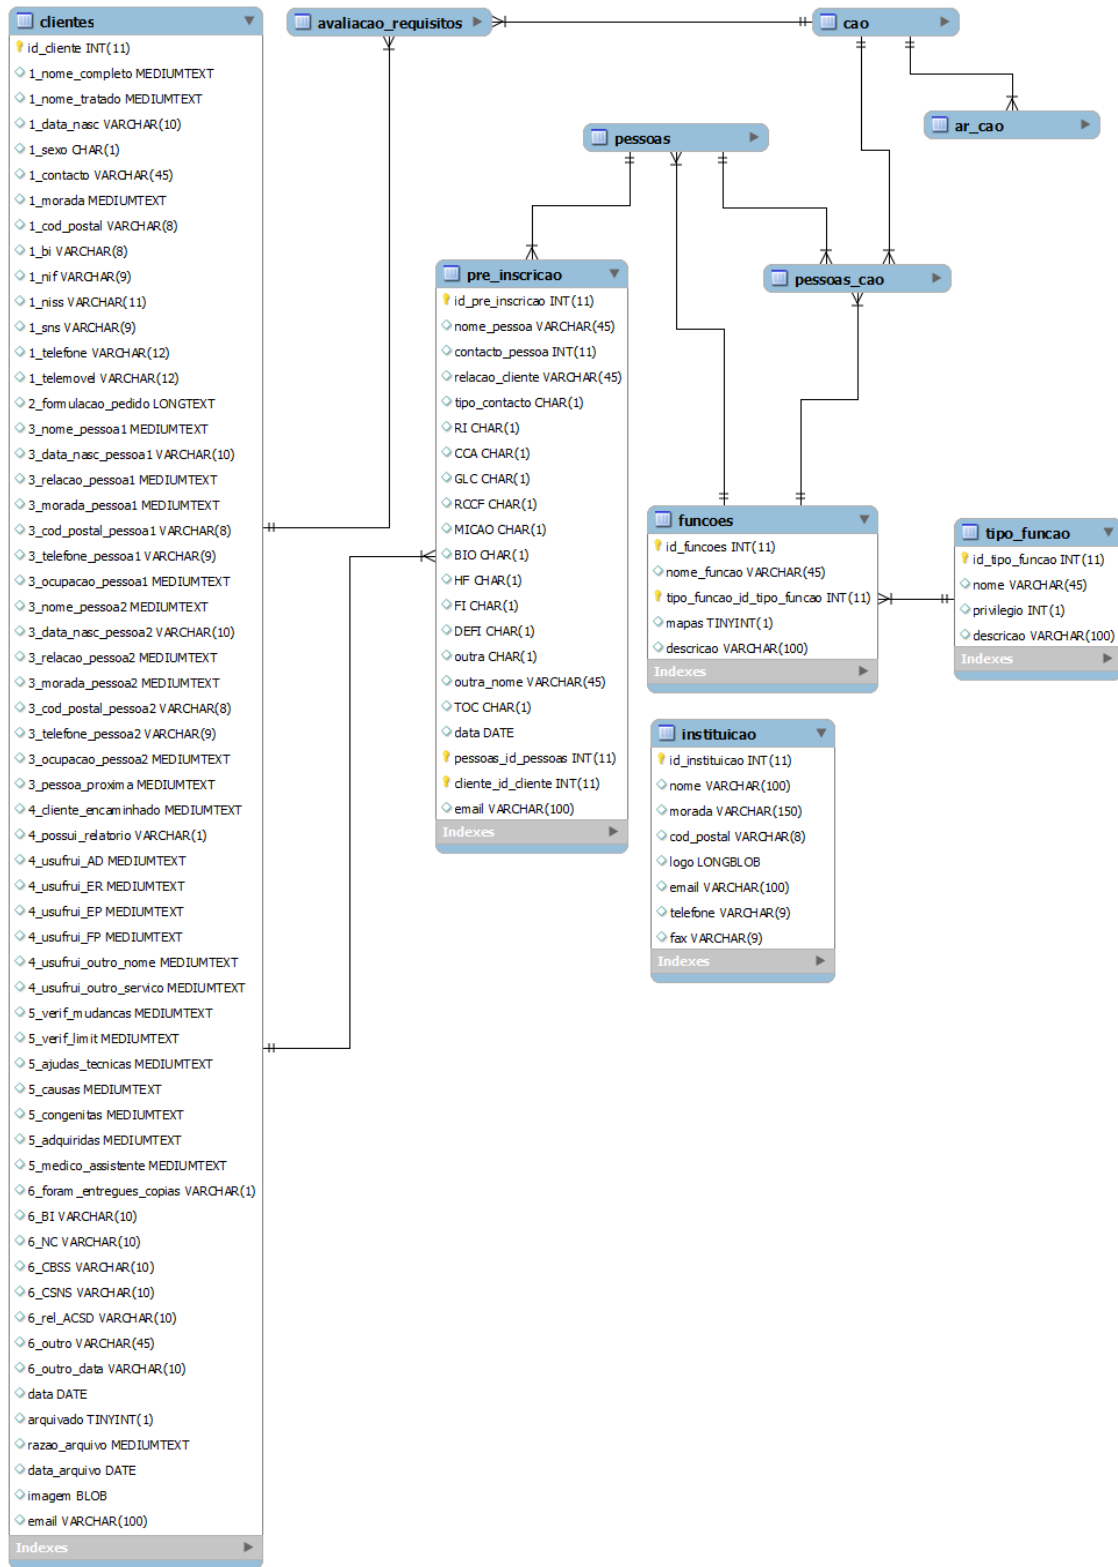 clientes
id_cliente INT(11)
1_nome_completo MEDIUMTEXT
1_nome_tratado MEDIUMTEXT
1_data_nasc VARCHAR(10)
1_sexo CHAR(1)
1_contacto VARCHAR(45)
1_morada MEDIUMTEXT
1_cod_postal VARCHAR(8)
1_bi VARCHAR(8)
1_nif VARCHAR(9)
1_niss VARCHAR(11)
1_sns VARCHAR(9)
1_telefone VARCHAR(12)
1_telemovel VARCHAR(12)
2_formulacao_pedido LONGTEXT
3_nome_pessoa1 MEDIUMTEXT
3_data_nasc_pessoa1 VARCHAR(10)
3_relacao_pessoa1 MEDIUMTEXT
3_morada_pessoa1 MEDIUMTEXT
3_cod_postal_pessoa1 VARCHAR(8)
3_telefone_pessoa1 VARCHAR(9)
3_ocupacao_pessoa1 MEDIUMTEXT
3_nome_pessoa2 MEDIUMTEXT
3_data_nasc_pessoa2 VARCHAR(10)
3_relacao_pessoa2 MEDIUMTEXT
3_morada_pessoa2 MEDIUMTEXT
3_cod_postal_pessoa2 VARCHAR(8)
3_telefone_pessoa2 VARCHAR(9)
3_ocupacao_pessoa2 MEDIUMTEXT
3_pessoa_proxima MEDIUMTEXT
4_cliente_encaminhado MEDIUMTEXT
4_possui_relatorio VARCHAR(1)
4_usufrui_AD MEDIUMTEXT
4_usufrui_ER MEDIUMTEXT
4_usufrui_EP MEDIUMTEXT
4_usufrui_FP MEDIUMTEXT
4_usufrui_outro_nome MEDIUMTEXT
4_usufrui_outro_servico MEDIUMTEXT
5_verif_mudancas MEDIUMTEXT
5_verif_limit MEDIUMTEXT
5_ajudas_tecnicas MEDIUMTEXT
5_causas MEDIUMTEXT
5_congenitas MEDIUMTEXT
5_adquiridas MEDIUMTEXT
5_medico_assistente MEDIUMTEXT
6_foram_entregues_copias VARCHAR(1)
6_BI VARCHAR(10)
6_NC VARCHAR(10)
6_CBSS VARCHAR(10)
6_CSNS VARCHAR(10)
6_rel_ACSD VARCHAR(10)
6_outro VARCHAR(45)
6_outro_data VARCHAR(10)
data DATE
arquivado TINYINT(1)
razao_arquivo MEDIUMTEXT
data_arquivo DATE
imagem BLOB
email VARCHAR(100)
Indexes
avaliacao_requisitos
cao
ar_cao
pessoas
pessoas_cao
pre_inscricao
id_pre_inscricao INT(11)
nome_pessoa VARCHAR(45)
contacto_pessoa INT(11)
relacao_cliente VARCHAR(45)
tipo_contacto CHAR(1)
RI CHAR(1)
CCA CHAR(1)
GLC CHAR(1)
RCCF CHAR(1)
MICAO CHAR(1)
BIO CHAR(1)
HF CHAR(1)
FI CHAR(1)
DEFI CHAR(1)
outra CHAR(1)
outra_nome VARCHAR(45)
TOC CHAR(1)
data DATE
pessoas_id_pessoas INT(11)
cliente_id_cliente INT(11)
email VARCHAR(100)
Indexes
funcoes
id_funcoes INT(11)
nome_funcao VARCHAR(45)
tipo_funcao_id_tipo_funcao INT(11)
mapas TINYINT(1)
descricao VARCHAR(100)
Indexes
tipo_funcao
id_tipo_funcao INT(11)
nome VARCHAR(45)
privilegio INT(1)
descricao VARCHAR(100)
Indexes
instituicao
id_instituicao INT(11)
nome VARCHAR(100)
morada VARCHAR(150)
cod_postal VARCHAR(8)
logo LONGBLOB
email VARCHAR(100)
telefone VARCHAR(9)
fax VARCHAR(9)
Indexes